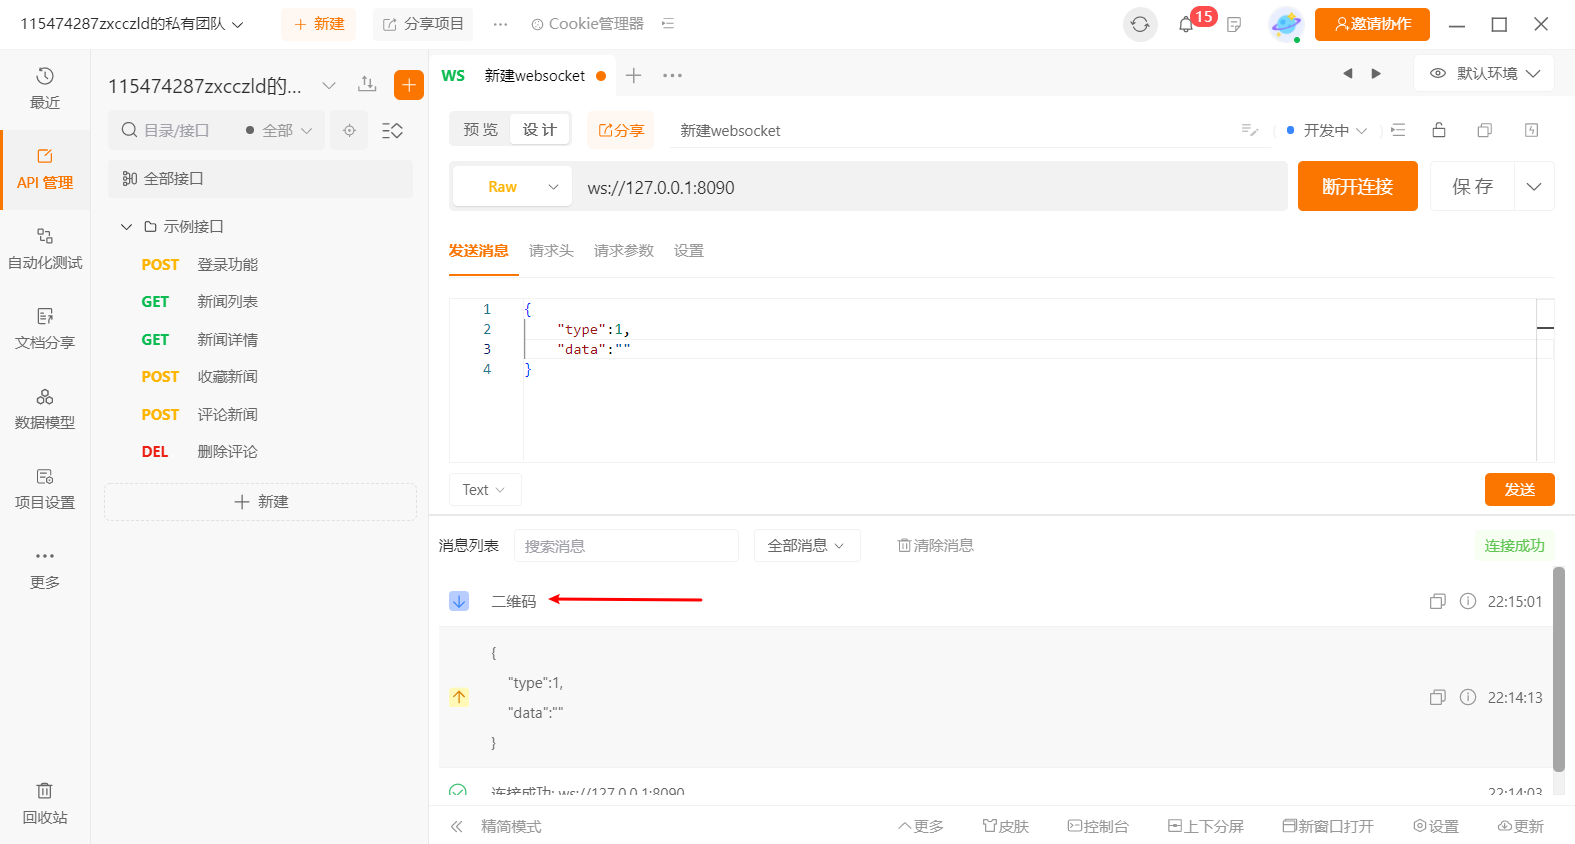 115474287zxcczld的私有团队
新建
分享项目
Cookie管理器
15
邀请协作
最近
API 管理
自动化测试
文档分享
数据模型
项目设置
更多
回收站
115474287zxcczld的...
目录/接口
全部
全部接口
示例接口
POST 登录功能
GET 新闻列表
GET 新闻详情
POST 收藏新闻
POST 评论新闻
DEL 删除评论
新建
WS 新建websocket
默认环境
预览 设计
分享
新建websocket
开发中
Raw
ws://127.0.0.1:8090
断开连接
保存
发送消息 请求头 请求参数 设置
1 {
2 "type":1,
3 "data":""
4 }
Text
发送
消息列表
搜索消息
全部消息
清除消息
连接成功
二维码 22:15:01
{
"type":1,
"data":""
}
22:14:13
连接成功: ws://127.0.0.1:8090 22:14:03
精简模式
更多
皮肤
控制台
上下分屏
新窗口打开
设置
更新